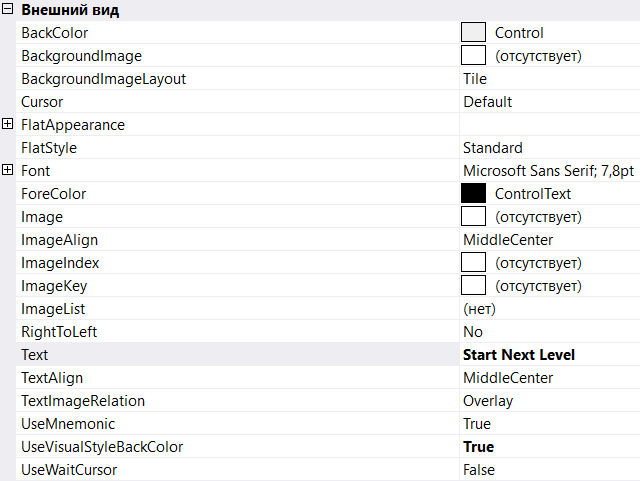 Внешний вид
BackColor Control
BackgroundImage (отсутствует)
BackgroundImageLayout Tile
Cursor Default
FlatAppearance
FlatStyle Standard
Font Microsoft Sans Serif; 7,8pt
ForeColor ControlText
Image (отсутствует)
ImageAlign MiddleCenter
ImageIndex (отсутствует)
ImageKey (отсутствует)
ImageList (нет)
RightToLeft No
Text Start Next Level
TextAlign MiddleCenter
TextImageRelation Overlay
UseMnemonic True
UseVisualStyleBackColor True
UseWaitCursor False